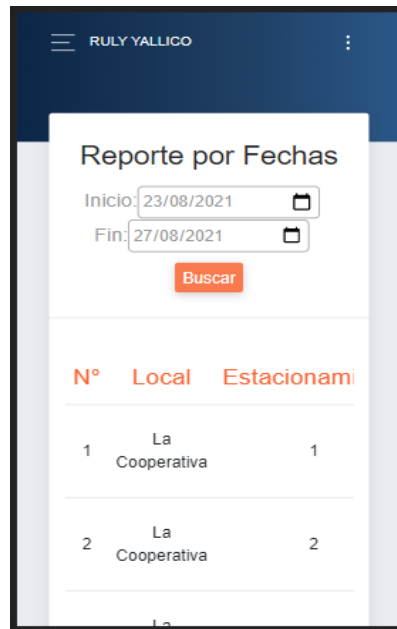 RULY YALLICO
Reporte por Fechas
Inicio: 23/08/2021
Fin: 27/08/2021
Buscar
N° Local Estacionami
1 La Cooperativa 1
2 La Cooperativa 2
La